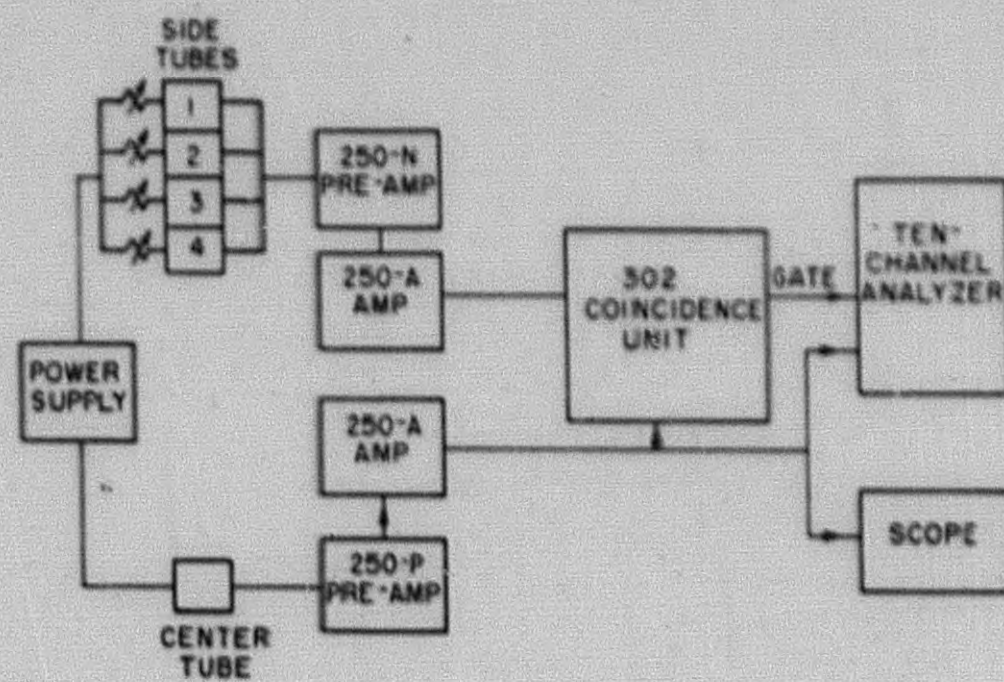 SIDE
TUBES
1
2
3
4
250-N
PRE-AMP
250-A
AMP
302
COINCIDENCE
UNIT
GATE
TEN-
CHANNEL
ANALYZER
POWER
SUPPLY
250-A
AMP
250-P
PRE-AMP
SCOPE
CENTER
TUBE